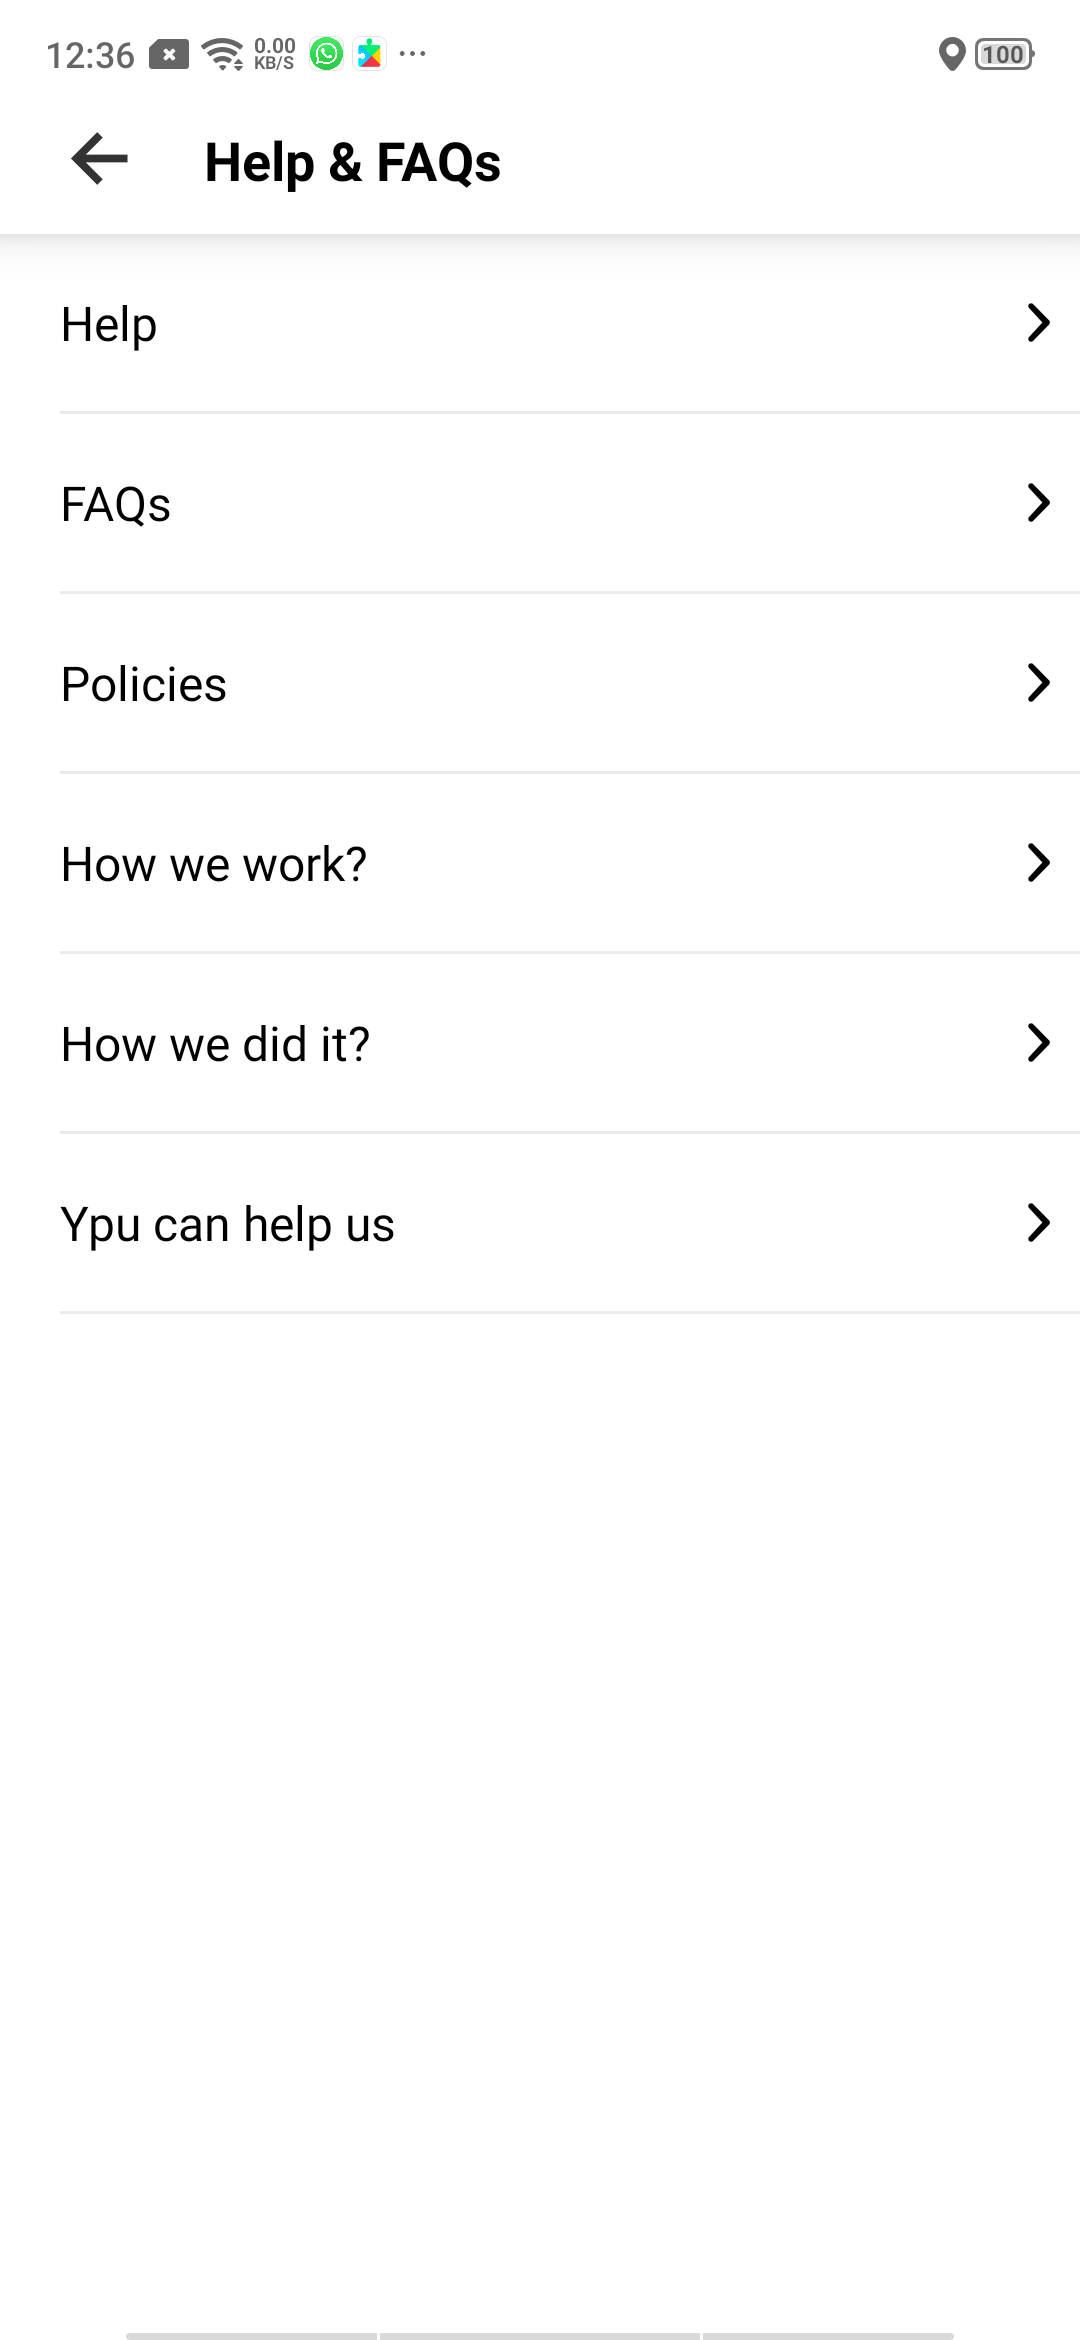 12:36 0.00 KB/S 100
Help & FAQs
Help
FAQs
Policies
How we work?
How we did it?
Ypu can help us